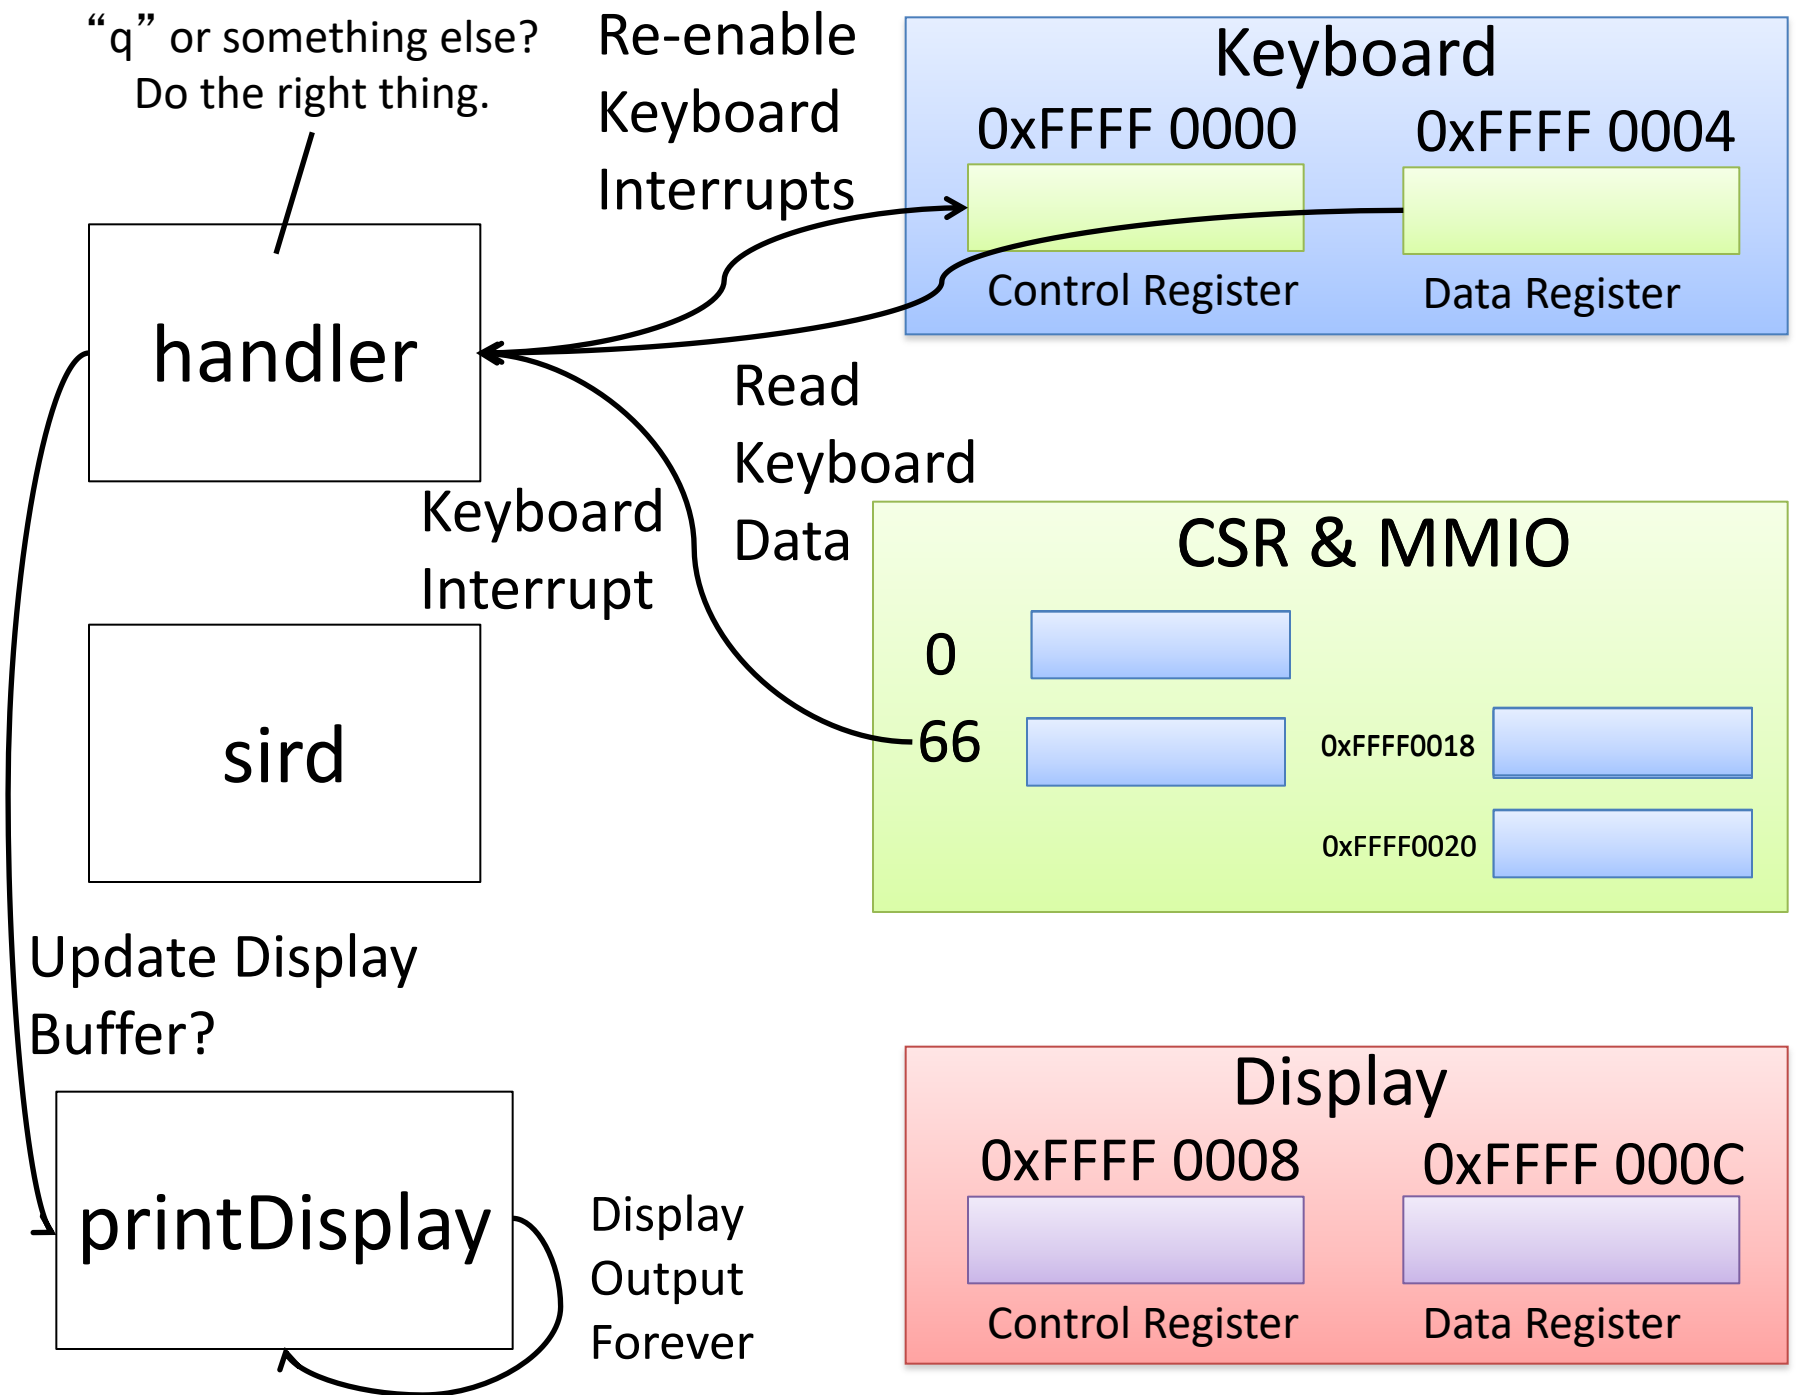 “q” or something else?
Do the right thing.
Re-enable
Keyboard
Interrupts
Keyboard
0xFFFF 0000
0xFFFF 0004
Control Register
Data Register
handler
Read
Keyboard
Data
Keyboard
Interrupt
CSR & MMIO
0
66
0xFFFF0018
0xFFFF0020
sird
Update Display
Buffer?
printDisplay
Display
Output
Forever
Display
0xFFFF 0008
0xFFFF 000C
Control Register
Data Register